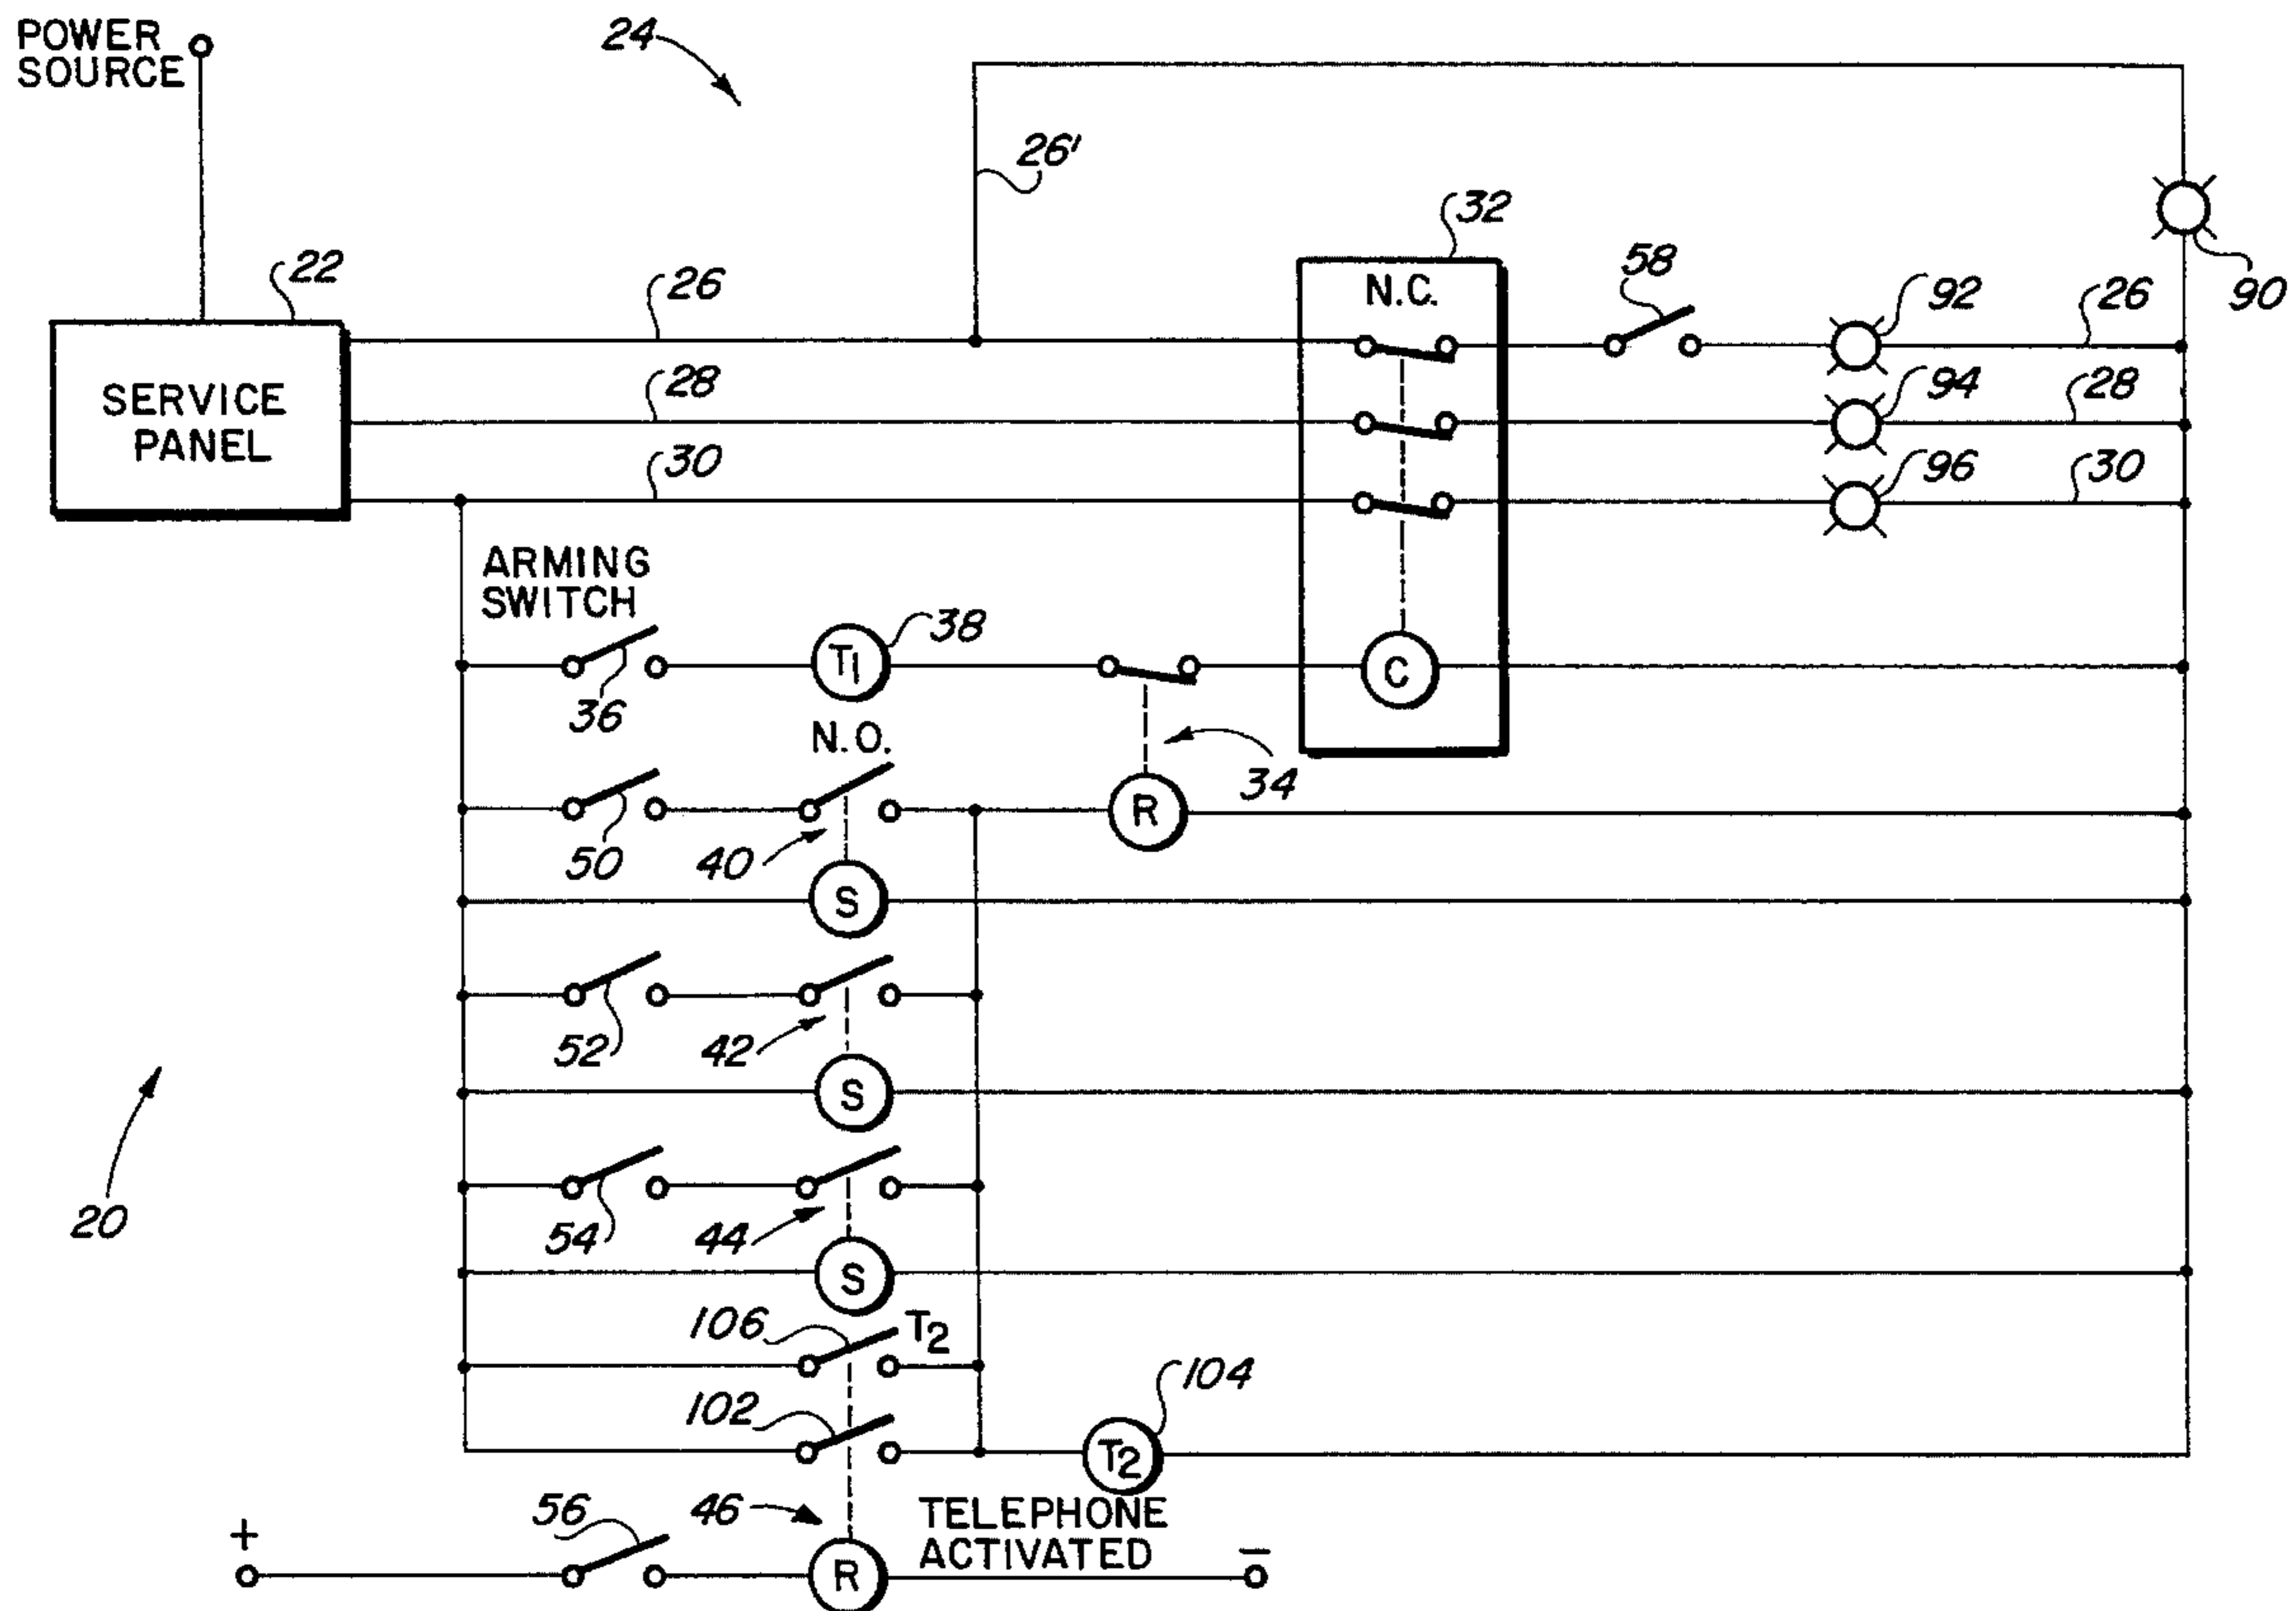 POWER
SOURCE
24
26'
32
22
26
N.C.
58
92
26
90
SERVICE
PANEL
28
94
28
30
96
30
ARMING
SWITCH
T1
38
C
36
N.O.
34
50
40
R
S
52
42
S
54
44
S
20
106
T2
102
104
T2
56
46
TELEPHONE
ACTIVATED
+
R
−